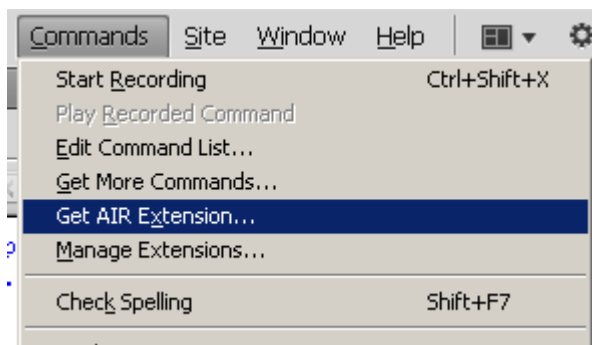 Commands Site Window Help
Start Recording Ctrl+Shift+X
Play Recorded Command
Edit Command List...
Get More Commands...
Get AIR Extension...
Manage Extensions...
Check Spelling Shift+F7